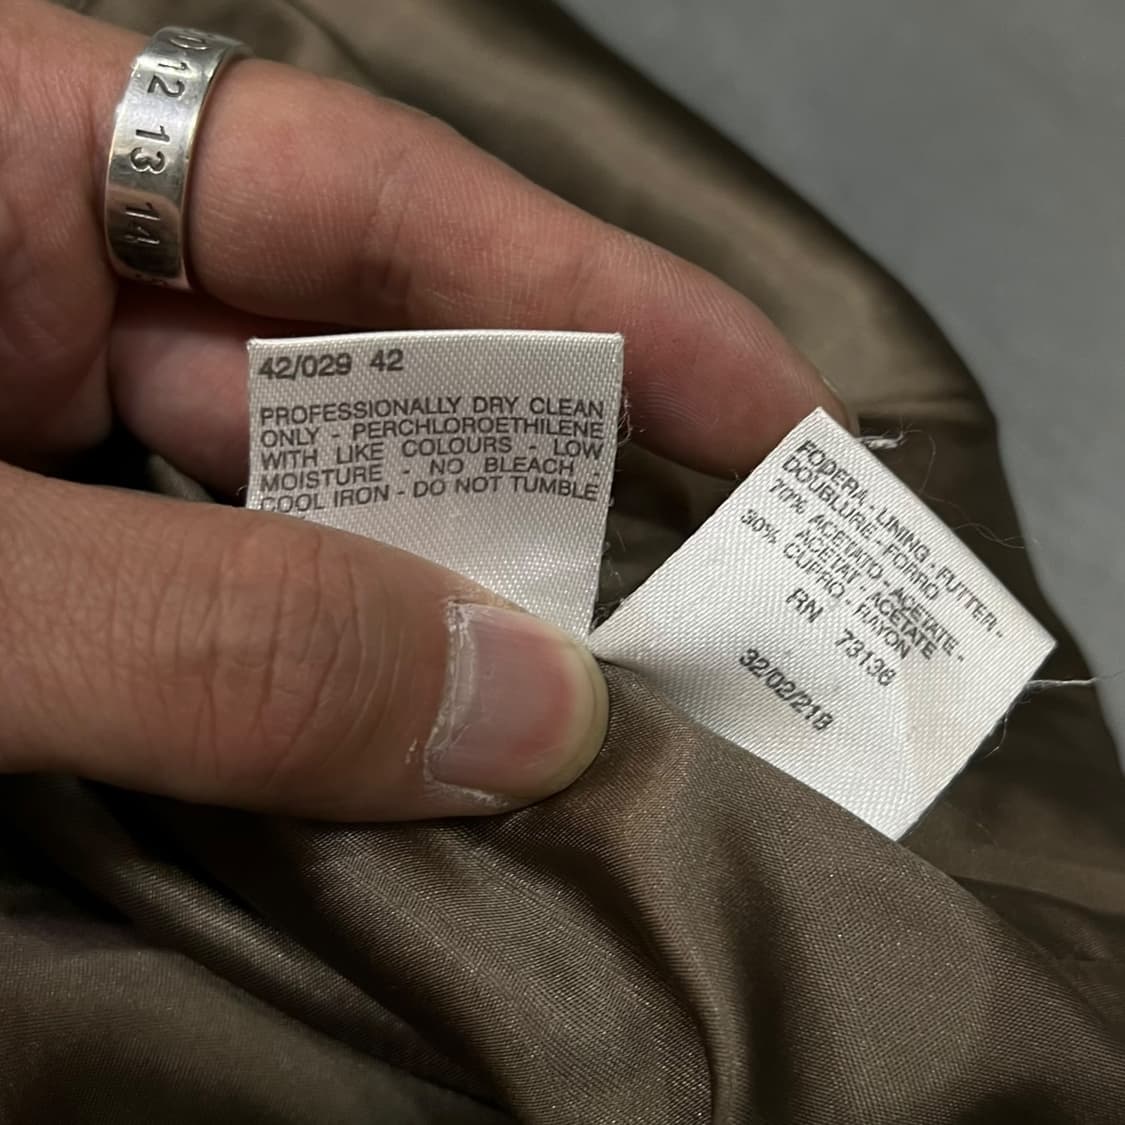 12 13 14
42/029 42
PROFESSIONALLY DRY CLEAN
ONLY - PERCHLOROETHILENE
WITH LIKE COLOURS - LOW
MOISTURE - NO BLEACH -
COOL IRON - DO NOT TUMBLE
FODERA - LINING - FUTTER -
DOUBLURE - FORRO
70% ACETATO - ACETATE -
ACETAT - ACETATE
30% CUPRO - RAYON
RN 73136
32/02/218